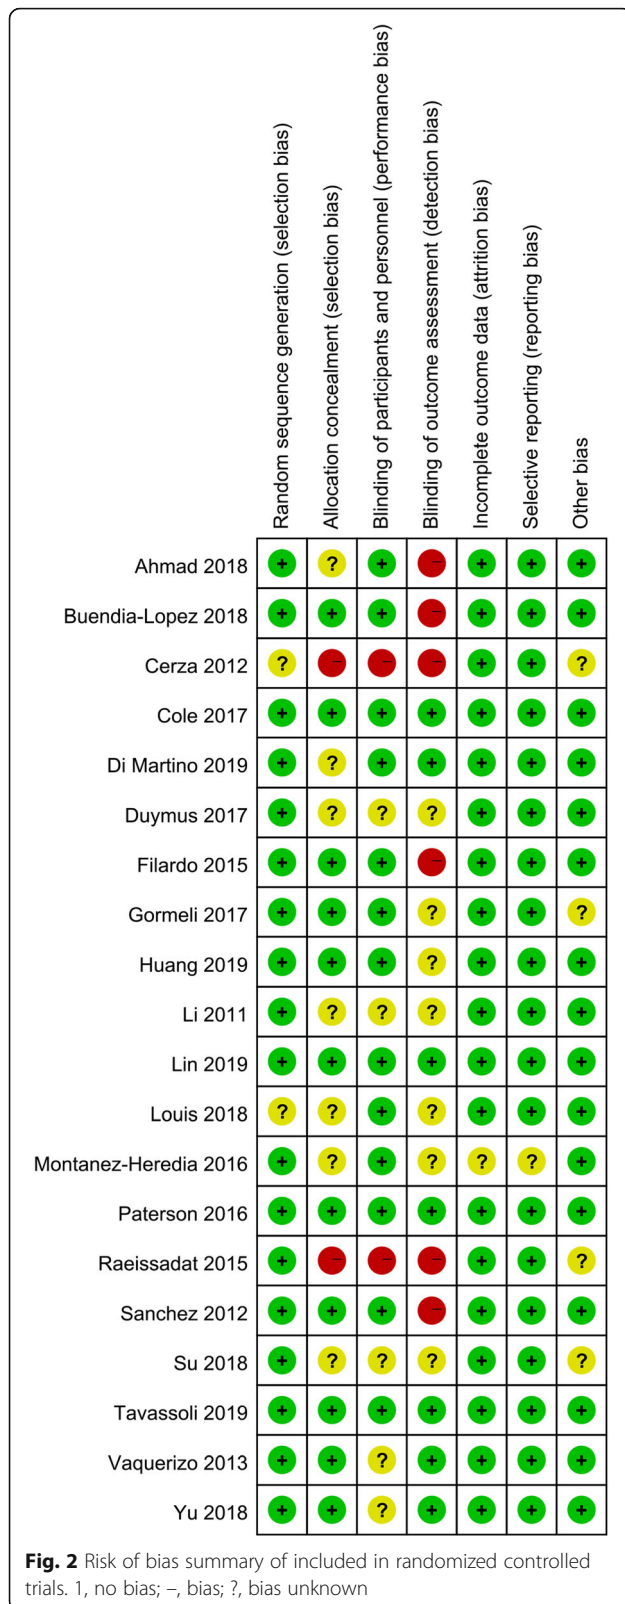 Random sequence generation (selection bias)
Allocation concealment (selection bias)
Blinding of participants and personnel (performance bias)
Blinding of outcome assessment (detection bias)
Incomplete outcome data (attrition bias)
Selective reporting (reporting bias)
Other bias
Ahmad 2018 + ? + – + + +
Buendia-Lopez 2018 + + + – + + +
Cerza 2012 ? – – – + + ?
Cole 2017 + + + + + + +
Di Martino 2019 + ? + + + + +
Duymus 2017 + ? ? ? + + +
Filardo 2015 + + + – + + +
Gormeli 2017 + + + ? + + ?
Huang 2019 + + + ? + + +
Li 2011 + ? ? ? + + +
Lin 2019 + + + + + + +
Louis 2018 ? ? + ? + + +
Montanez-Heredia 2016 + ? + ? ? ? +
Paterson 2016 + + + + + + +
Raeissadat 2015 + – – – + + ?
Sanchez 2012 + + + – + + +
Su 2018 + ? ? ? + + ?
Tavassoli 2019 + + + + + + +
Vaquerizo 2013 + + ? + + + +
Yu 2018 + + ? + + + +
Fig. 2 Risk of bias summary of included in randomized controlled
trials. 1, no bias; –, bias; ?, bias unknown